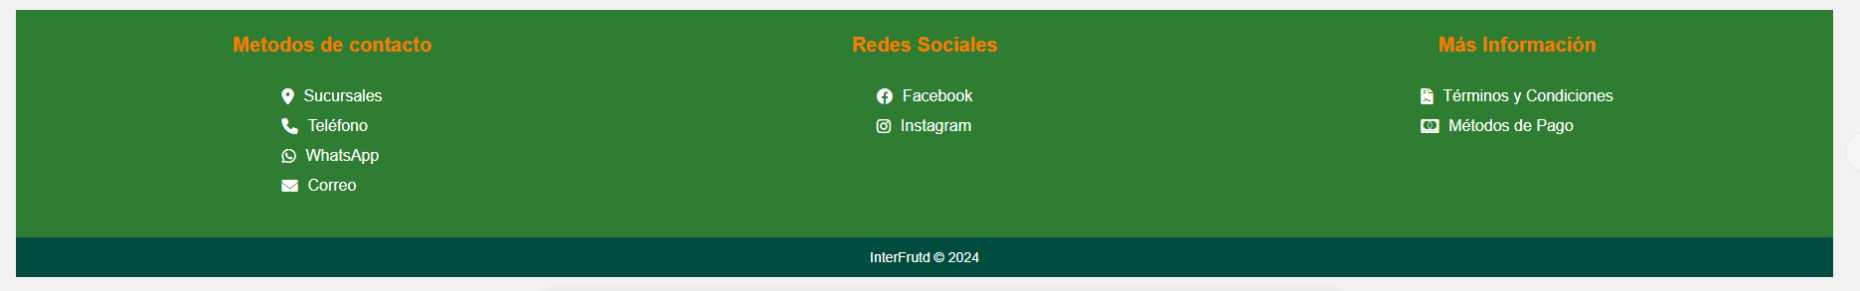 Metodos de contacto
Sucursales
Teléfono
WhatsApp
Correo
Redes Sociales
Facebook
Instagram
Más Información
Términos y Condiciones
Métodos de Pago
InterFrutd © 2024